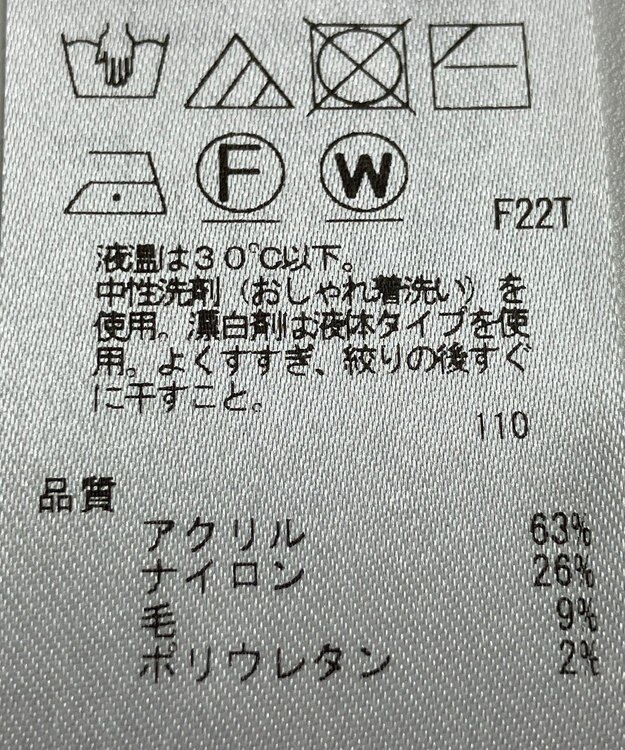 F
W
F22T
液温は30℃以下。
中性洗剤(おしゃれ着洗い)を
使用。漂白剤は液体タイプを使
用。よくすすぎ、絞りの後すぐ
に干すこと。
110
品質
アクリル 63%
ナイロン 26%
毛 9%
ポリウレタン 2%